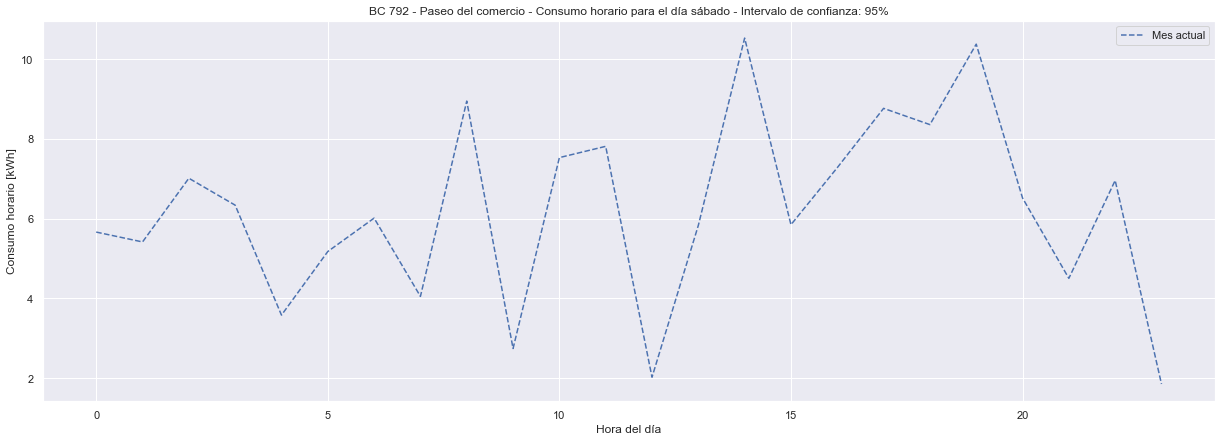 BC 792 - Paseo del comercio - Consumo horario para el día sábado - Intervalo de confianza: 95%
Mes actual
Consumo horario [kWh]
10
8
6
4
2
0
5
10
15
20
Hora del día